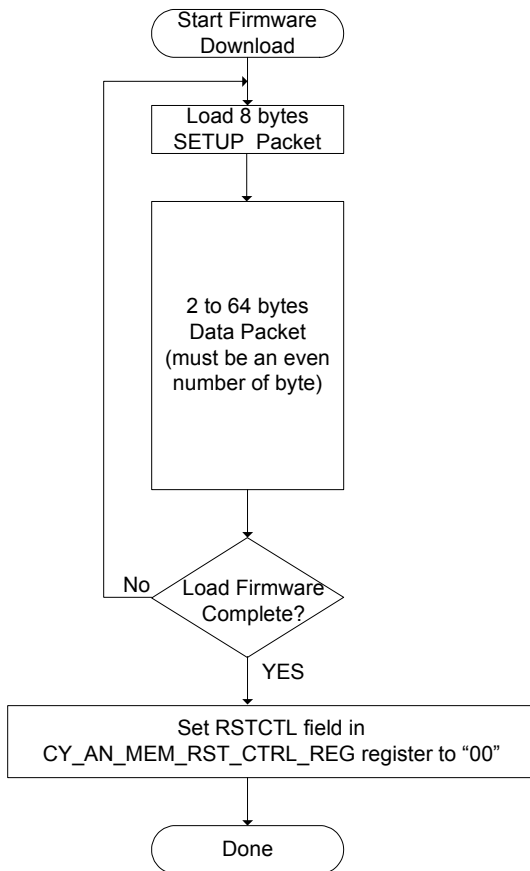 Start Firmware
Download
Load 8 bytes
SETUP Packet
2 to 64 bytes
Data Packet
(must be an even
number of byte)
No
Load Firmware
Complete?
YES
Set RSTCTL field in
CY_AN_MEM_RST_CTRL_REG register to “00”
Done